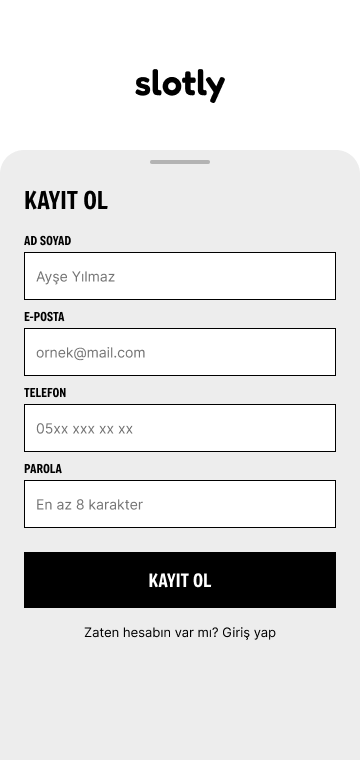 slotly
KAYIT OL
AD SOYAD
Ayşe Yılmaz
E-POSTA
ornek@mail.com
TELEFON
05xx xxx xx xx
PAROLA
En az 8 karakter
KAYIT OL
Zaten hesabın var mı? Giriş yap